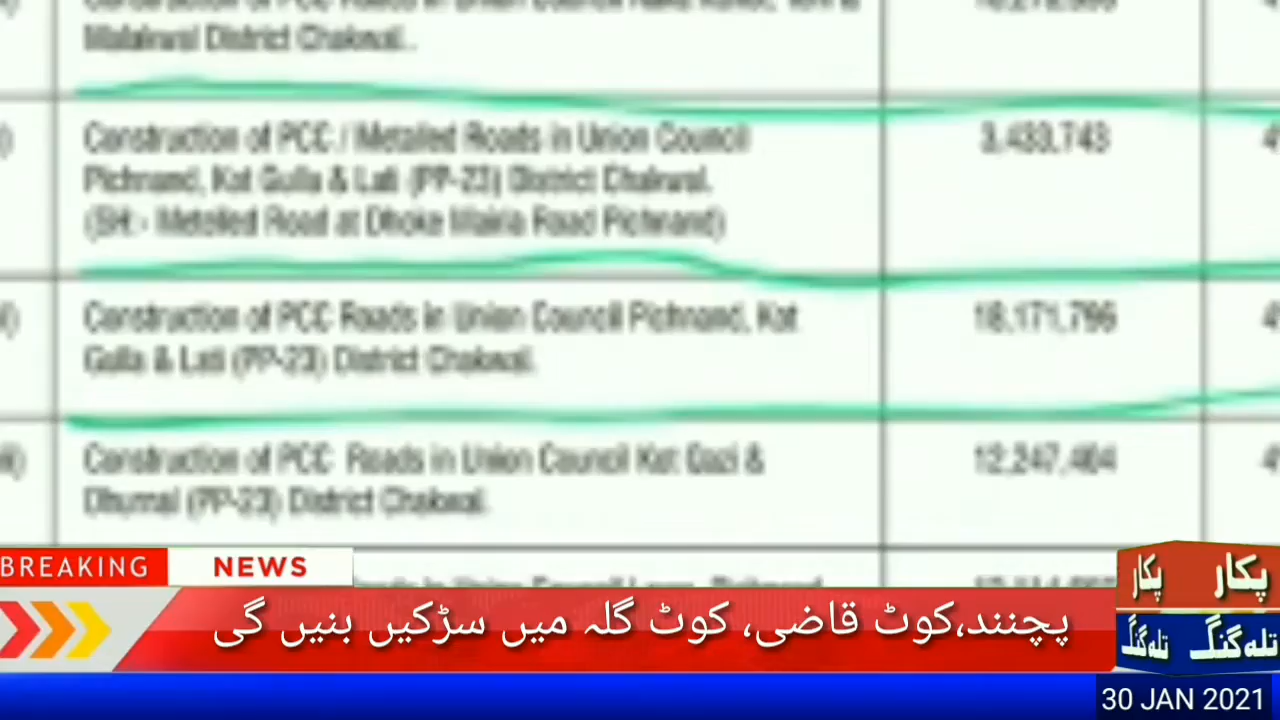 Malakwal District Chakwal..
Construction of PCC / Metalled Roads in Union Council
Pichnand, Kot Gulla & Lati (PP-23) District Chakwal.
(SH:- Metalled Road at Dhoke Makia Road Pichnand)
3,433,743
Construction of PCC Roads in Union Council Pichnand, Kot
Gulla & Lati (PP-23) District Chakwal.
18,171,796
Construction of PCC Roads in Union Council Kot Qazi &
Dhurnal (PP-23) District Chakwal.
12,247,464
BREAKING NEWS
پچنند،کوٹ قاضی، کوٹ گلہ میں سڑکیں بنیں گی
پکار پکار
تلہ گنگ تلہ گنگ
30 JAN 2021